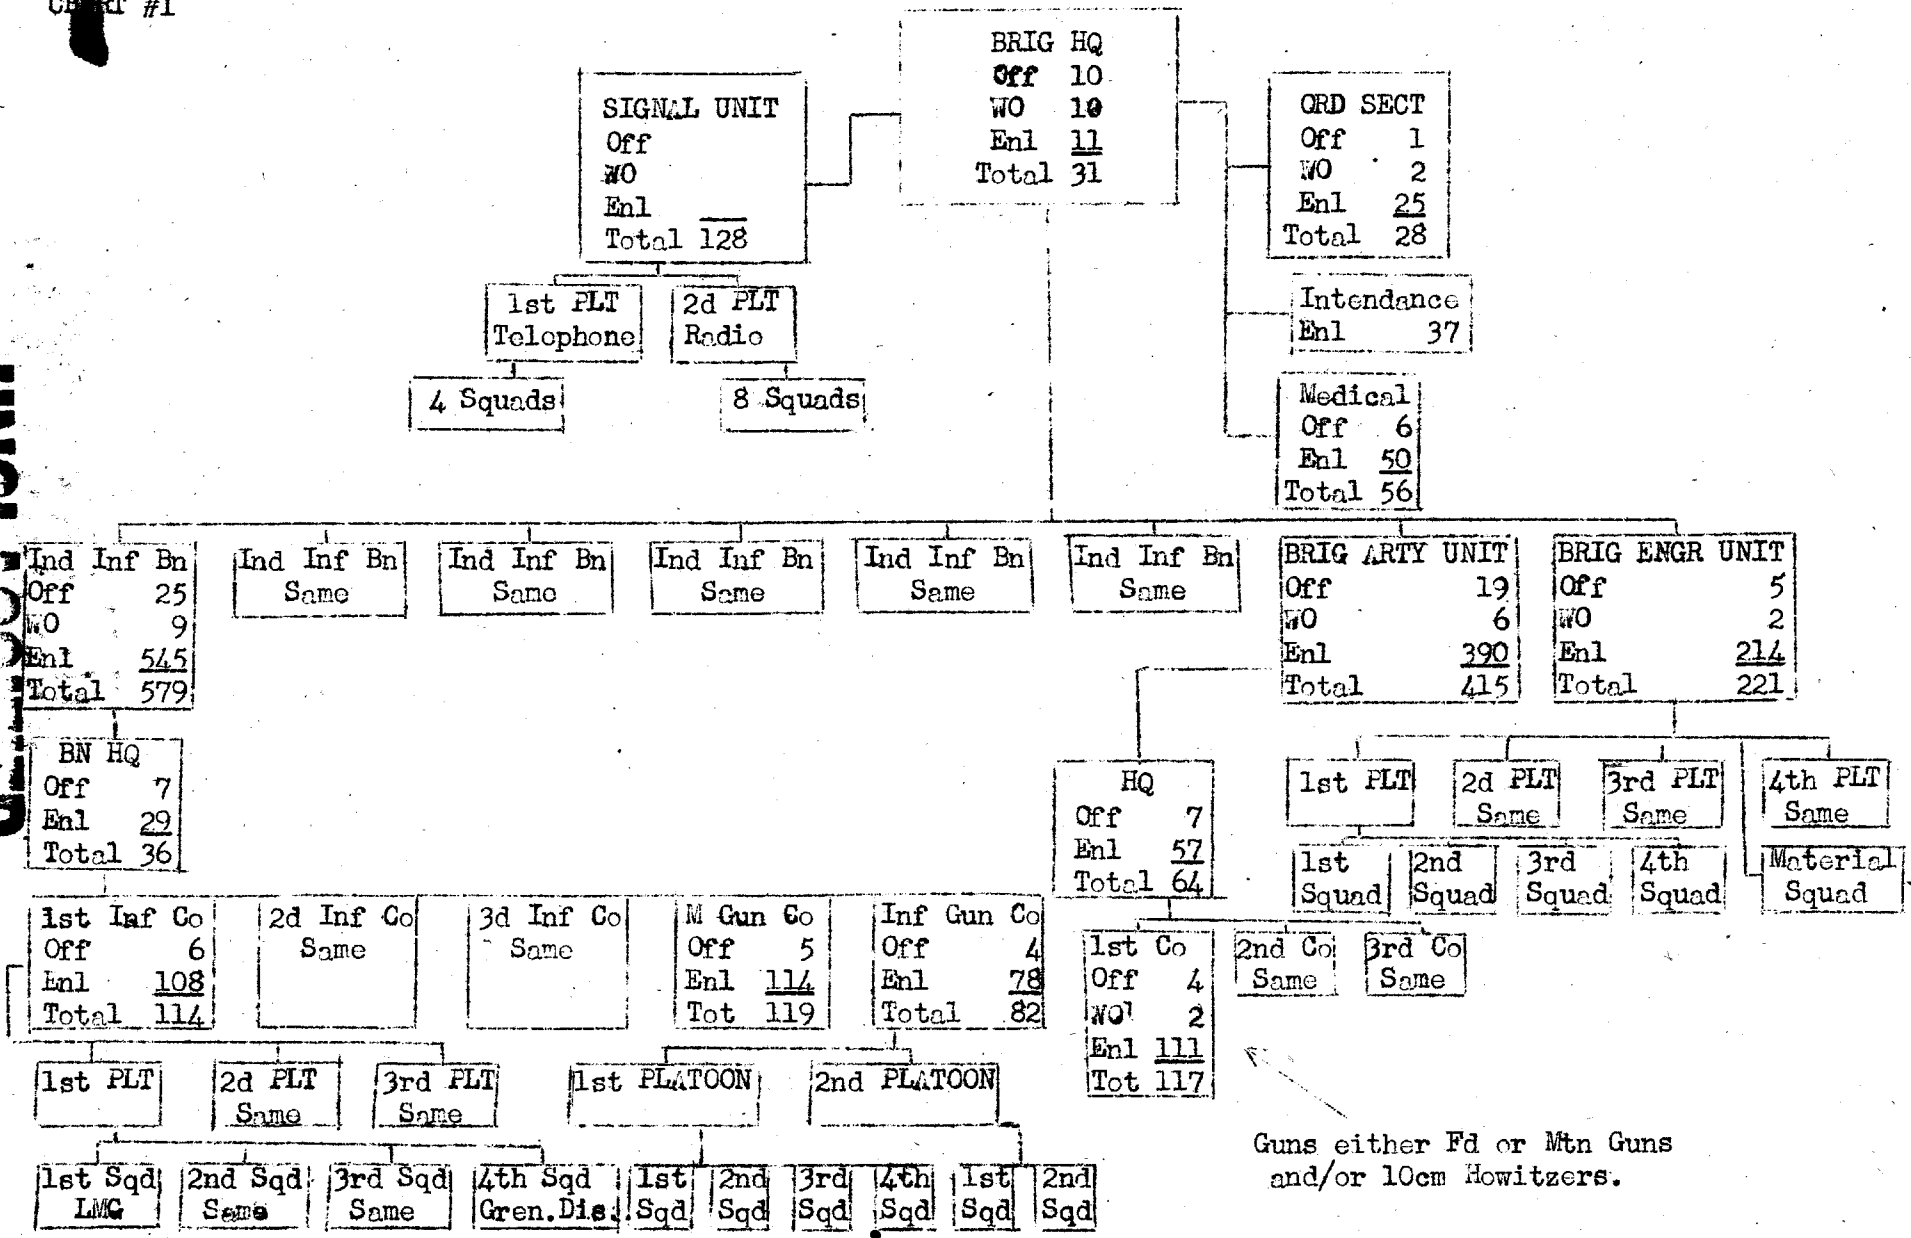 CHART #1
BRIG HQ
Off 10
WO 10
Enl 11
Total 31
SIGNAL UNIT
Off
WO
Enl
Total 128
ORD SECT
Off 1
WO 2
Enl 25
Total 28
1st PLT
Telephone
2d PLT
Radio
4 Squads
8 Squads
Intendance
Enl 37
Medical
Off 6
Enl 50
Total 56
Ind Inf Bn
Off 25
WO 9
Enl 545
Total 579
Ind Inf Bn
Same
Ind Inf Bn
Same
Ind Inf Bn
Same
Ind Inf Bn
Same
Ind Inf Bn
Same
BRIG ARTY UNIT
Off 19
WO 6
Enl 390
Total 415
BRIG ENGR UNIT
Off 5
WO 2
Enl 214
Total 221
BN HQ
Off 7
Enl 29
Total 36
HQ
Off 7
Enl 57
Total 64
1st PLT
2d PLT
Same
3rd PLT
Same
4th PLT
Same
1st
Squad
2nd
Squad
3rd
Squad
4th
Squad
Material
Squad
1st Inf Co
Off 6
Enl 108
Total 114
2d Inf Co
Same
3d Inf Co
Same
M Gun Co
Off 5
Enl 114
Tot 119
Inf Gun Co
Off 4
Enl 78
Total 82
1st Co
Off 4
WO 2
Enl 111
Tot 117
2nd Co
Same
3rd Co
Same
1st PLT
2d PLT
Same
3rd PLT
Same
1st PLATOON
2nd PLATOON
1st Sqd
LMG
2nd Sqd
Same
3rd Sqd
Same
4th Sqd
Gren.Dis.
1st
Sqd
2nd
Sqd
3rd
Sqd
4th
Sqd
1st
Sqd
2nd
Sqd
Guns either Fd or Mtn Guns
and/or 10cm Howitzers.